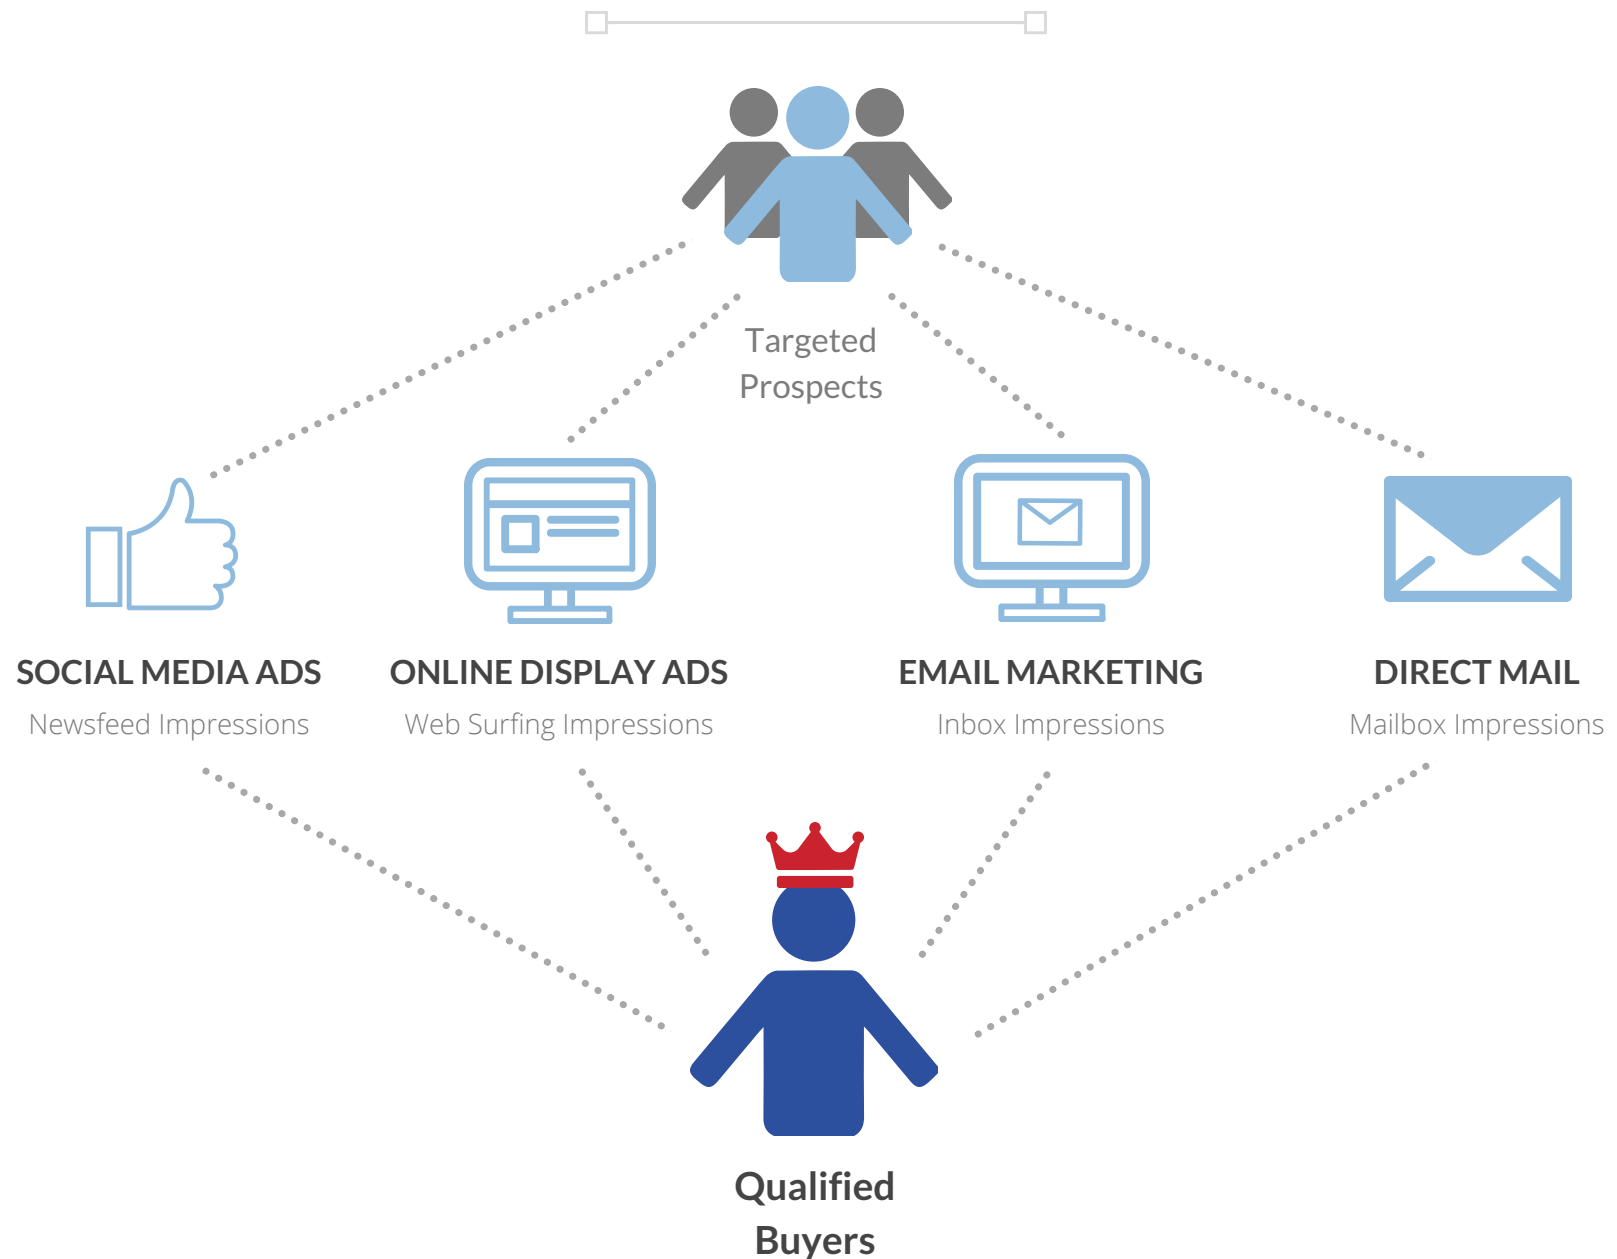 Targeted
Prospects
SOCIAL MEDIA ADS
Newsfeed Impressions
ONLINE DISPLAY ADS
Web Surfing Impressions
EMAIL MARKETING
Inbox Impressions
DIRECT MAIL
Mailbox Impressions
Qualified
Buyers